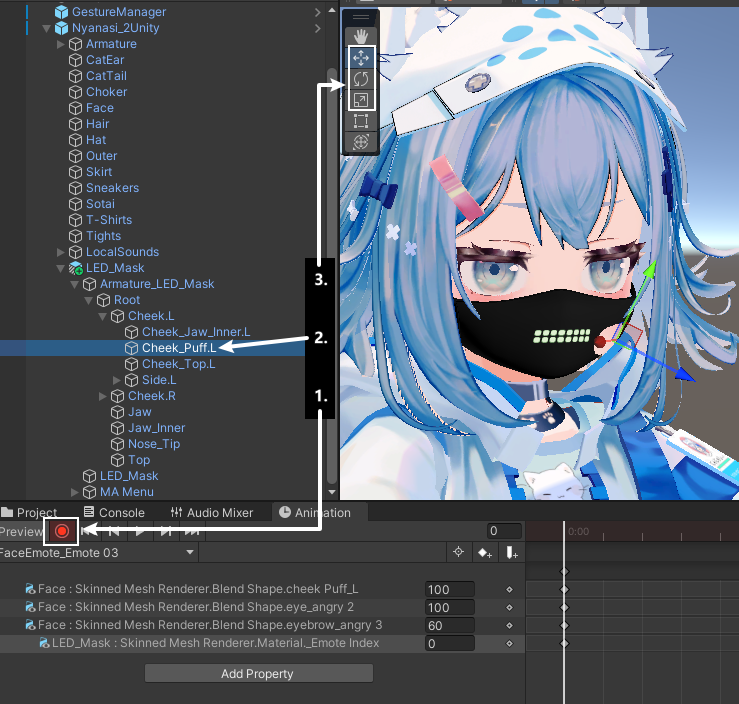 GestureManager
Nyanasi_2Unity
Armature
CatEar
CatTail
Choker
Face
Hair
Hat
Outer
Skirt
Sneakers
Sotai
T-Shirts
Tights
LocalSounds
LED_Mask
Armature_LED_Mask
Root
Cheek.L
Cheek_Jaw_Inner.L
Cheek_Puff.L
Cheek_Top.L
Side.L
Cheek.R
Jaw
Jaw_Inner
Nose_Tip
Top
LED_Mask
MA Menu
3.
2.
1.
Project
Console
Audio Mixer
Animation
Preview
0
0:00
FaceEmote_Emote 03
Face : Skinned Mesh Renderer.Blend Shape.cheek Puff_L
100
Face : Skinned Mesh Renderer.Blend Shape.eye_angry 2
100
Face : Skinned Mesh Renderer.Blend Shape.eyebrow_angry 3
60
LED_Mask : Skinned Mesh Renderer.Material._Emote Index
0
Add Property